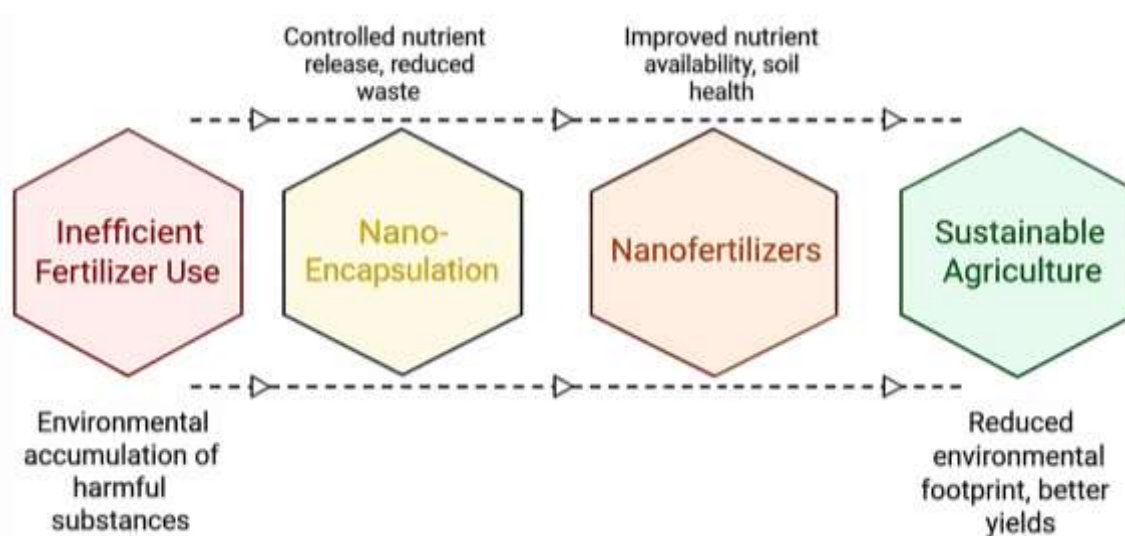 Controlled nutrient
release, reduced
waste
Improved nutrient
availability, soil
health
Inefficient
Fertilizer Use
Nano-
Encapsulation
Nanofertilizers
Sustainable
Agriculture
Environmental
accumulation of
harmful
substances
Reduced
environmental
footprint, better
yields